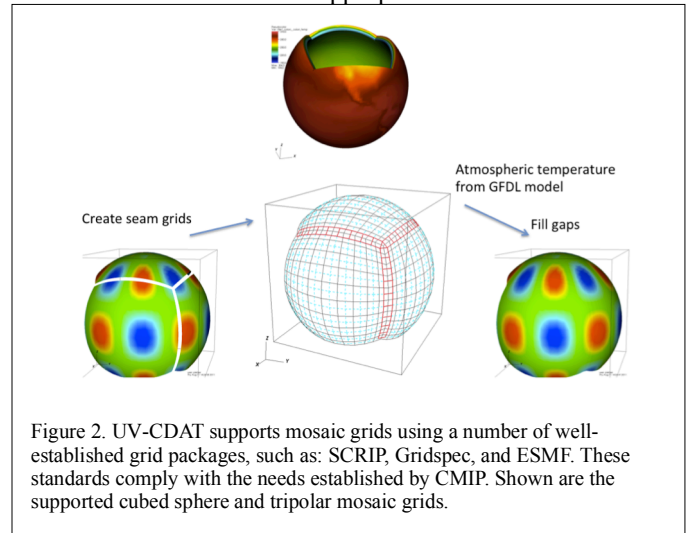 Atmospheric temperature
from GFDL model
Create seam grids
Fill gaps
Z
X
Y
Figure 2. UV-CDAT supports mosaic grids using a number of well-
established grid packages, such as: SCRIP, Gridspec, and ESMF. These
standards comply with the needs established by CMIP. Shown are the
supported cubed sphere and tripolar mosaic grids.